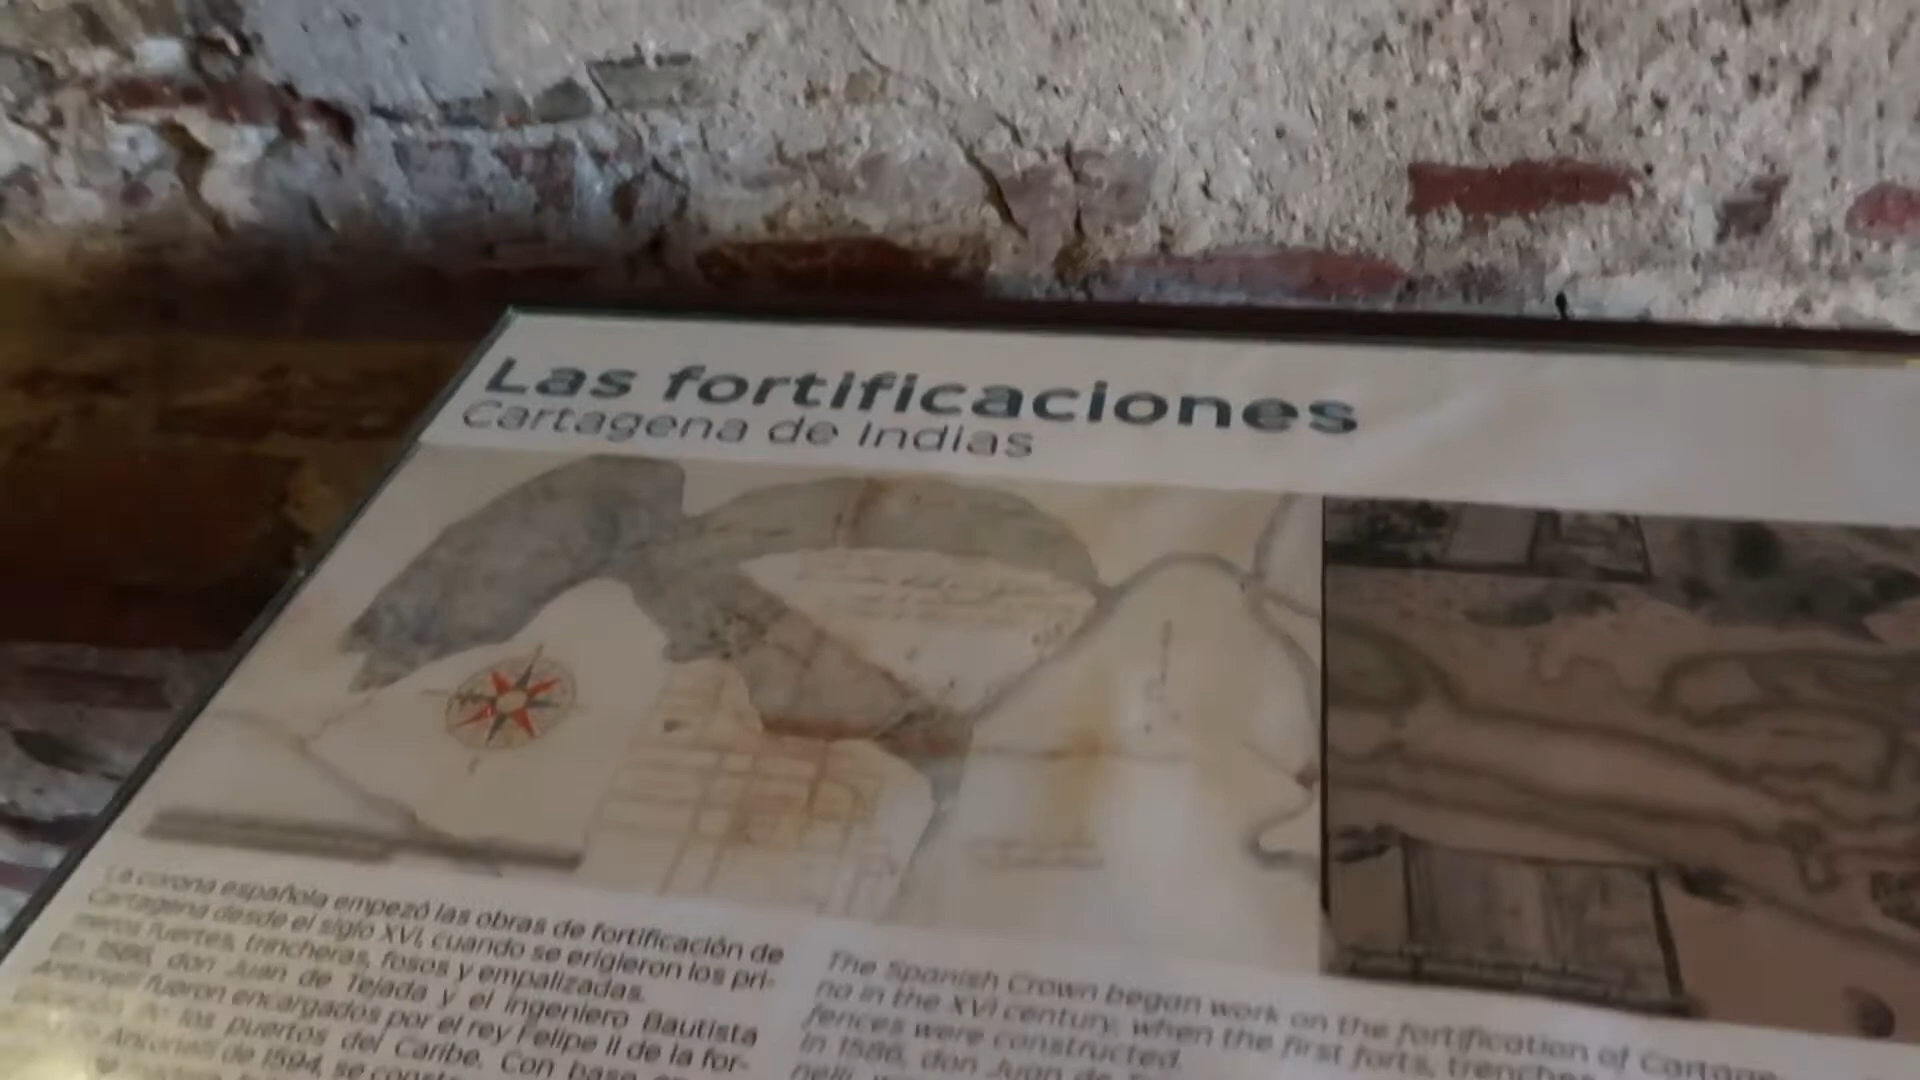 Las fortificaciones
Cartagena de Indias
La corona española empezó las obras de fortificación de
Cartagena desde el siglo XVI, cuando se erigieron los pri-
meros fuertes, trincheras, fosos y empalizadas.
En 1586, don Juan de Tejada y el ingeniero Bautista
Antonelli fueron encargados por el rey Felipe II de la for-
de los puertos del Caribe. Con base en
de Antonelli de 1594, se
The Spanish Crown began work on the fortification of Cartage-
na in the XVI century, when the first forts, trenches
fences were constructed.
In 1586, don Juan de
nelli